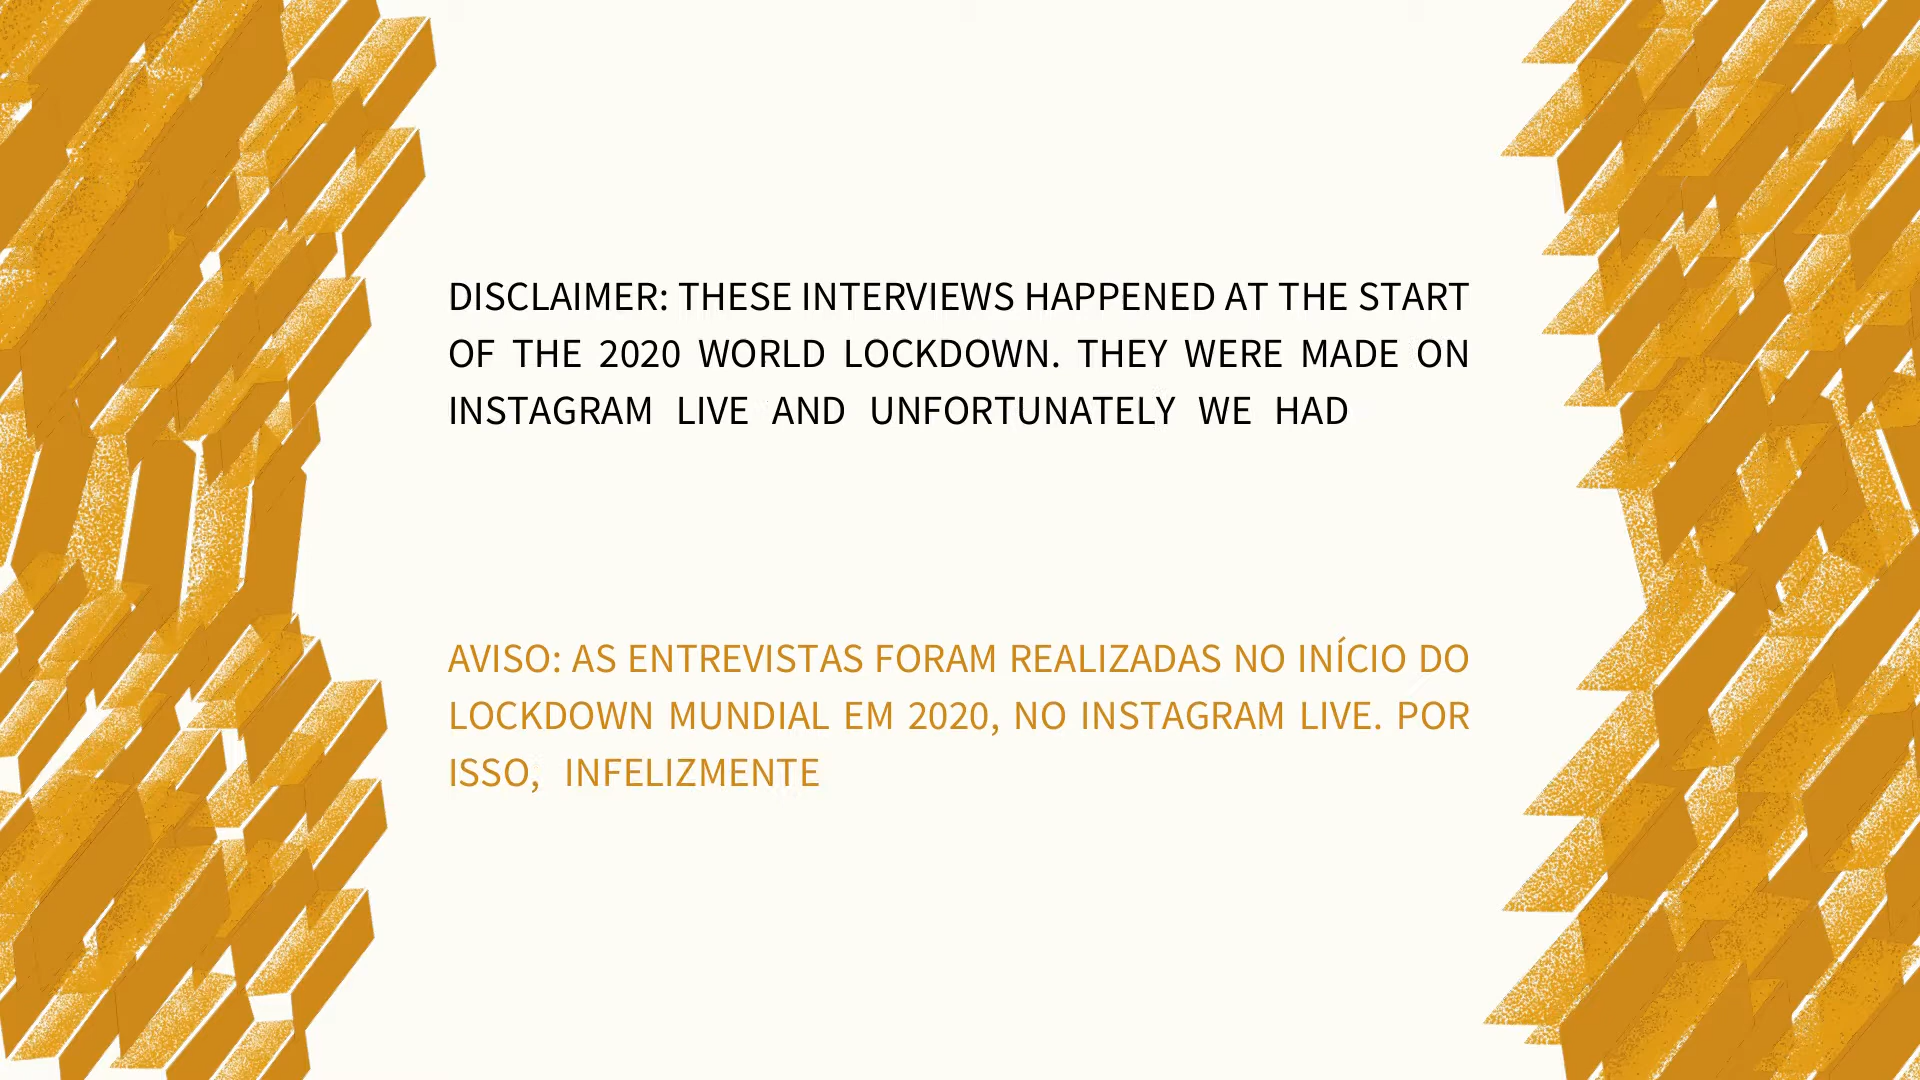 DISCLAIMER: THESE INTERVIEWS HAPPENED AT THE START
OF THE 2020 WORLD LOCKDOWN. THEY WERE MADE ON
INSTAGRAM LIVE AND UNFORTUNATELY WE HAD
AVISO: AS ENTREVISTAS FORAM REALIZADAS NO INÍCIO DO
LOCKDOWN MUNDIAL EM 2020, NO INSTAGRAM LIVE. POR
ISSO, INFELIZMENTE